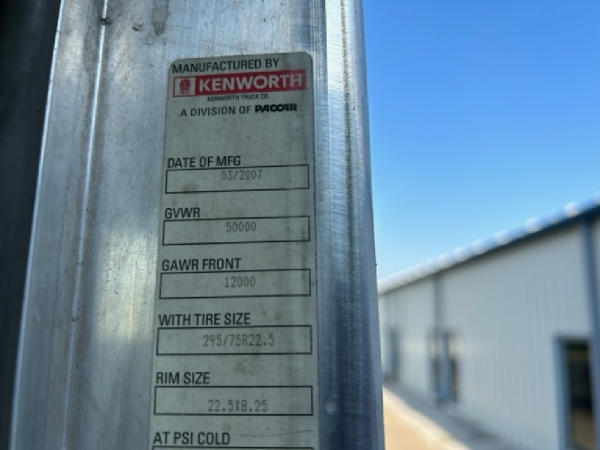 MANUFACTURED BY
KENWORTH
KENWORTH TRUCK CO.
A DIVISION OF PACCAR
DATE OF MFG
03/2007
GVWR
50000
GAWR FRONT
12000
WITH TIRE SIZE
295/75R22.5
RIM SIZE
22.5X8.25
AT PSI COLD